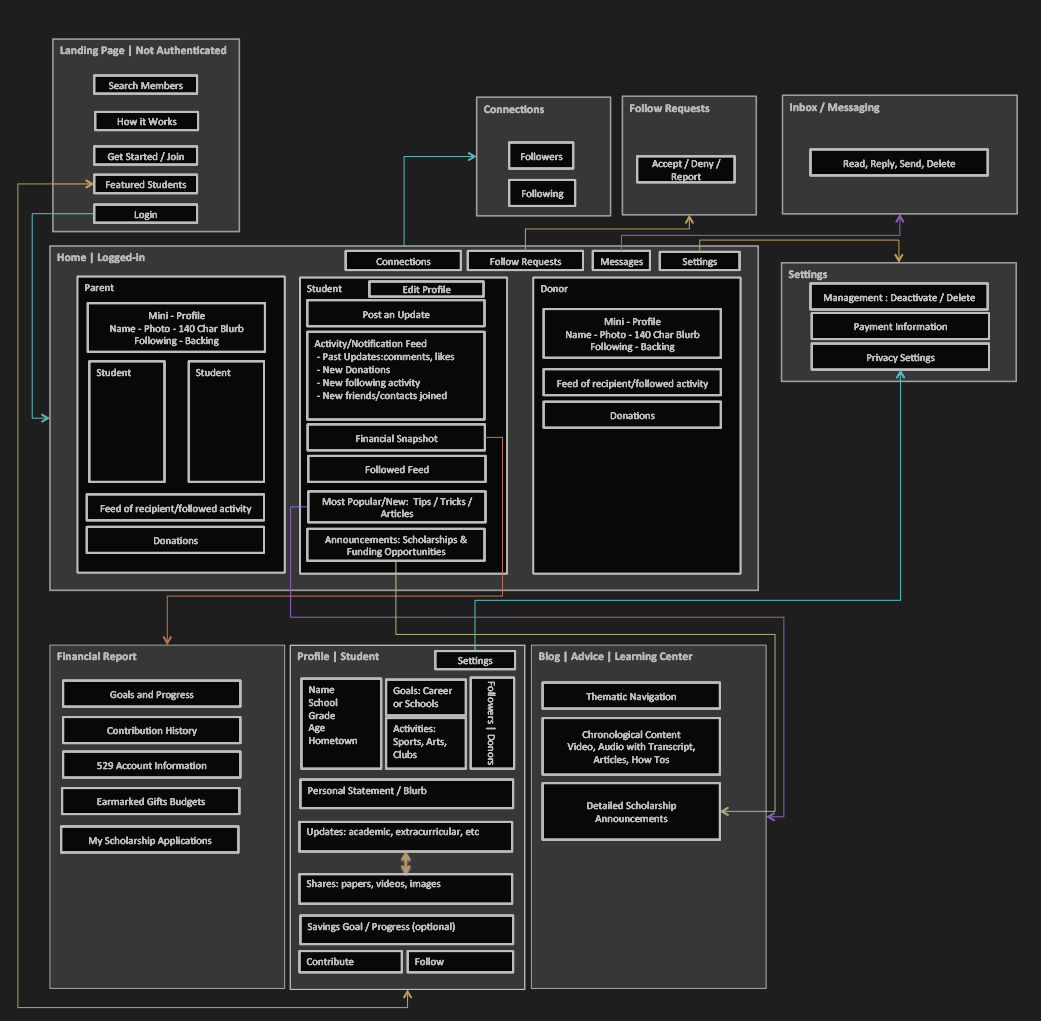 Landing Page | Not Authenticated
Search Members
How it Works
Get Started / Join
Featured Students
Login
Connections
Followers
Following
Follow Requests
Accept / Deny /
Report
Inbox / Messaging
Read, Reply, Send, Delete
Home | Logged-in
Connections
Follow Requests
Messages
Settings
Parent
Mini - Profile
Name - Photo - 140 Char Blurb
Following - Backing
Student
Student
Feed of recipient/followed activity
Donations
Student
Edit Profile
Post an Update
Activity/Notification Feed
- Past Updates:comments, likes
- New Donations
- New following activity
- New friends/contacts joined
Financial Snapshot
Followed Feed
Most Popular/New: Tips / Tricks /
Articles
Announcements: Scholarships &
Funding Opportunities
Donor
Mini - Profile
Name - Photo - 140 Char Blurb
Following - Backing
Feed of recipient/followed activity
Donations
Settings
Management : Deactivate / Delete
Payment Information
Privacy Settings
Financial Report
Goals and Progress
Contribution History
529 Account Information
Earmarked Gifts Budgets
My Scholarship Applications
Profile | Student
Settings
Name
School
Grade
Age
Hometown
Goals: Career
or Schools
Activities:
Sports, Arts,
Clubs
Followers | Donors
Personal Statement / Blurb
Updates: academic, extracurricular, etc
Shares: papers, videos, images
Savings Goal / Progress (optional)
Contribute
Follow
Blog | Advice | Learning Center
Thematic Navigation
Chronological Content
Video, Audio with Transcript,
Articles, How Tos
Detailed Scholarship
Announcements